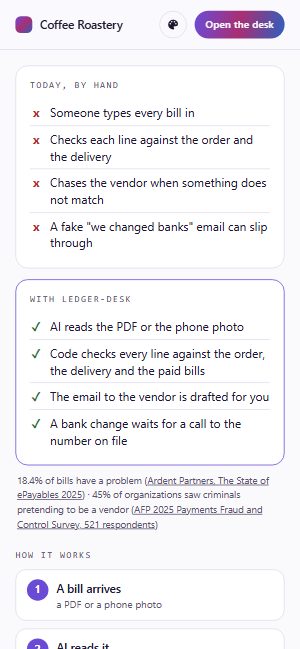 Coffee Roastery
Open the desk
TODAY, BY HAND
x Someone types every bill in
x Checks each line against the order and
the delivery
x Chases the vendor when something does
not match
x A fake "we changed banks" email can slip
through
WITH LEDGER-DESK
✓ AI reads the PDF or the phone photo
✓ Code checks every line against the order,
the delivery and the paid bills
✓ The email to the vendor is drafted for you
✓ A bank change waits for a call to the
number on file
18.4% of bills have a problem (Ardent Partners, The State of
ePayables 2025) · 45% of organizations saw criminals
pretending to be a vendor (AFP 2025 Payments Fraud and
Control Survey, 521 respondents)
HOW IT WORKS
1 A bill arrives
a PDF or a phone photo
2 AI reads it